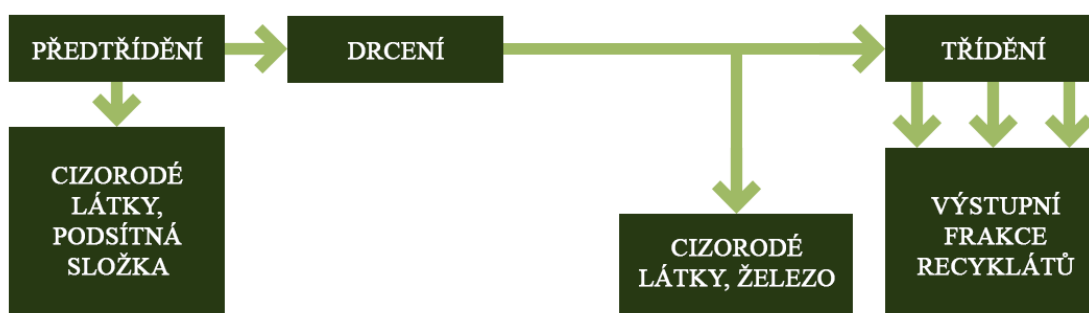 PŘEDTŘÍDĚNÍ
DRCENÍ
TŘÍDĚNÍ
CIZORODÉ
LÁTKY,
PODSÍTNÁ
SLOŽKA
CIZORODÉ
LÁTKY, ŽELEZO
VÝSTUPNÍ
FRAKCE
RECYKLÁTŮ